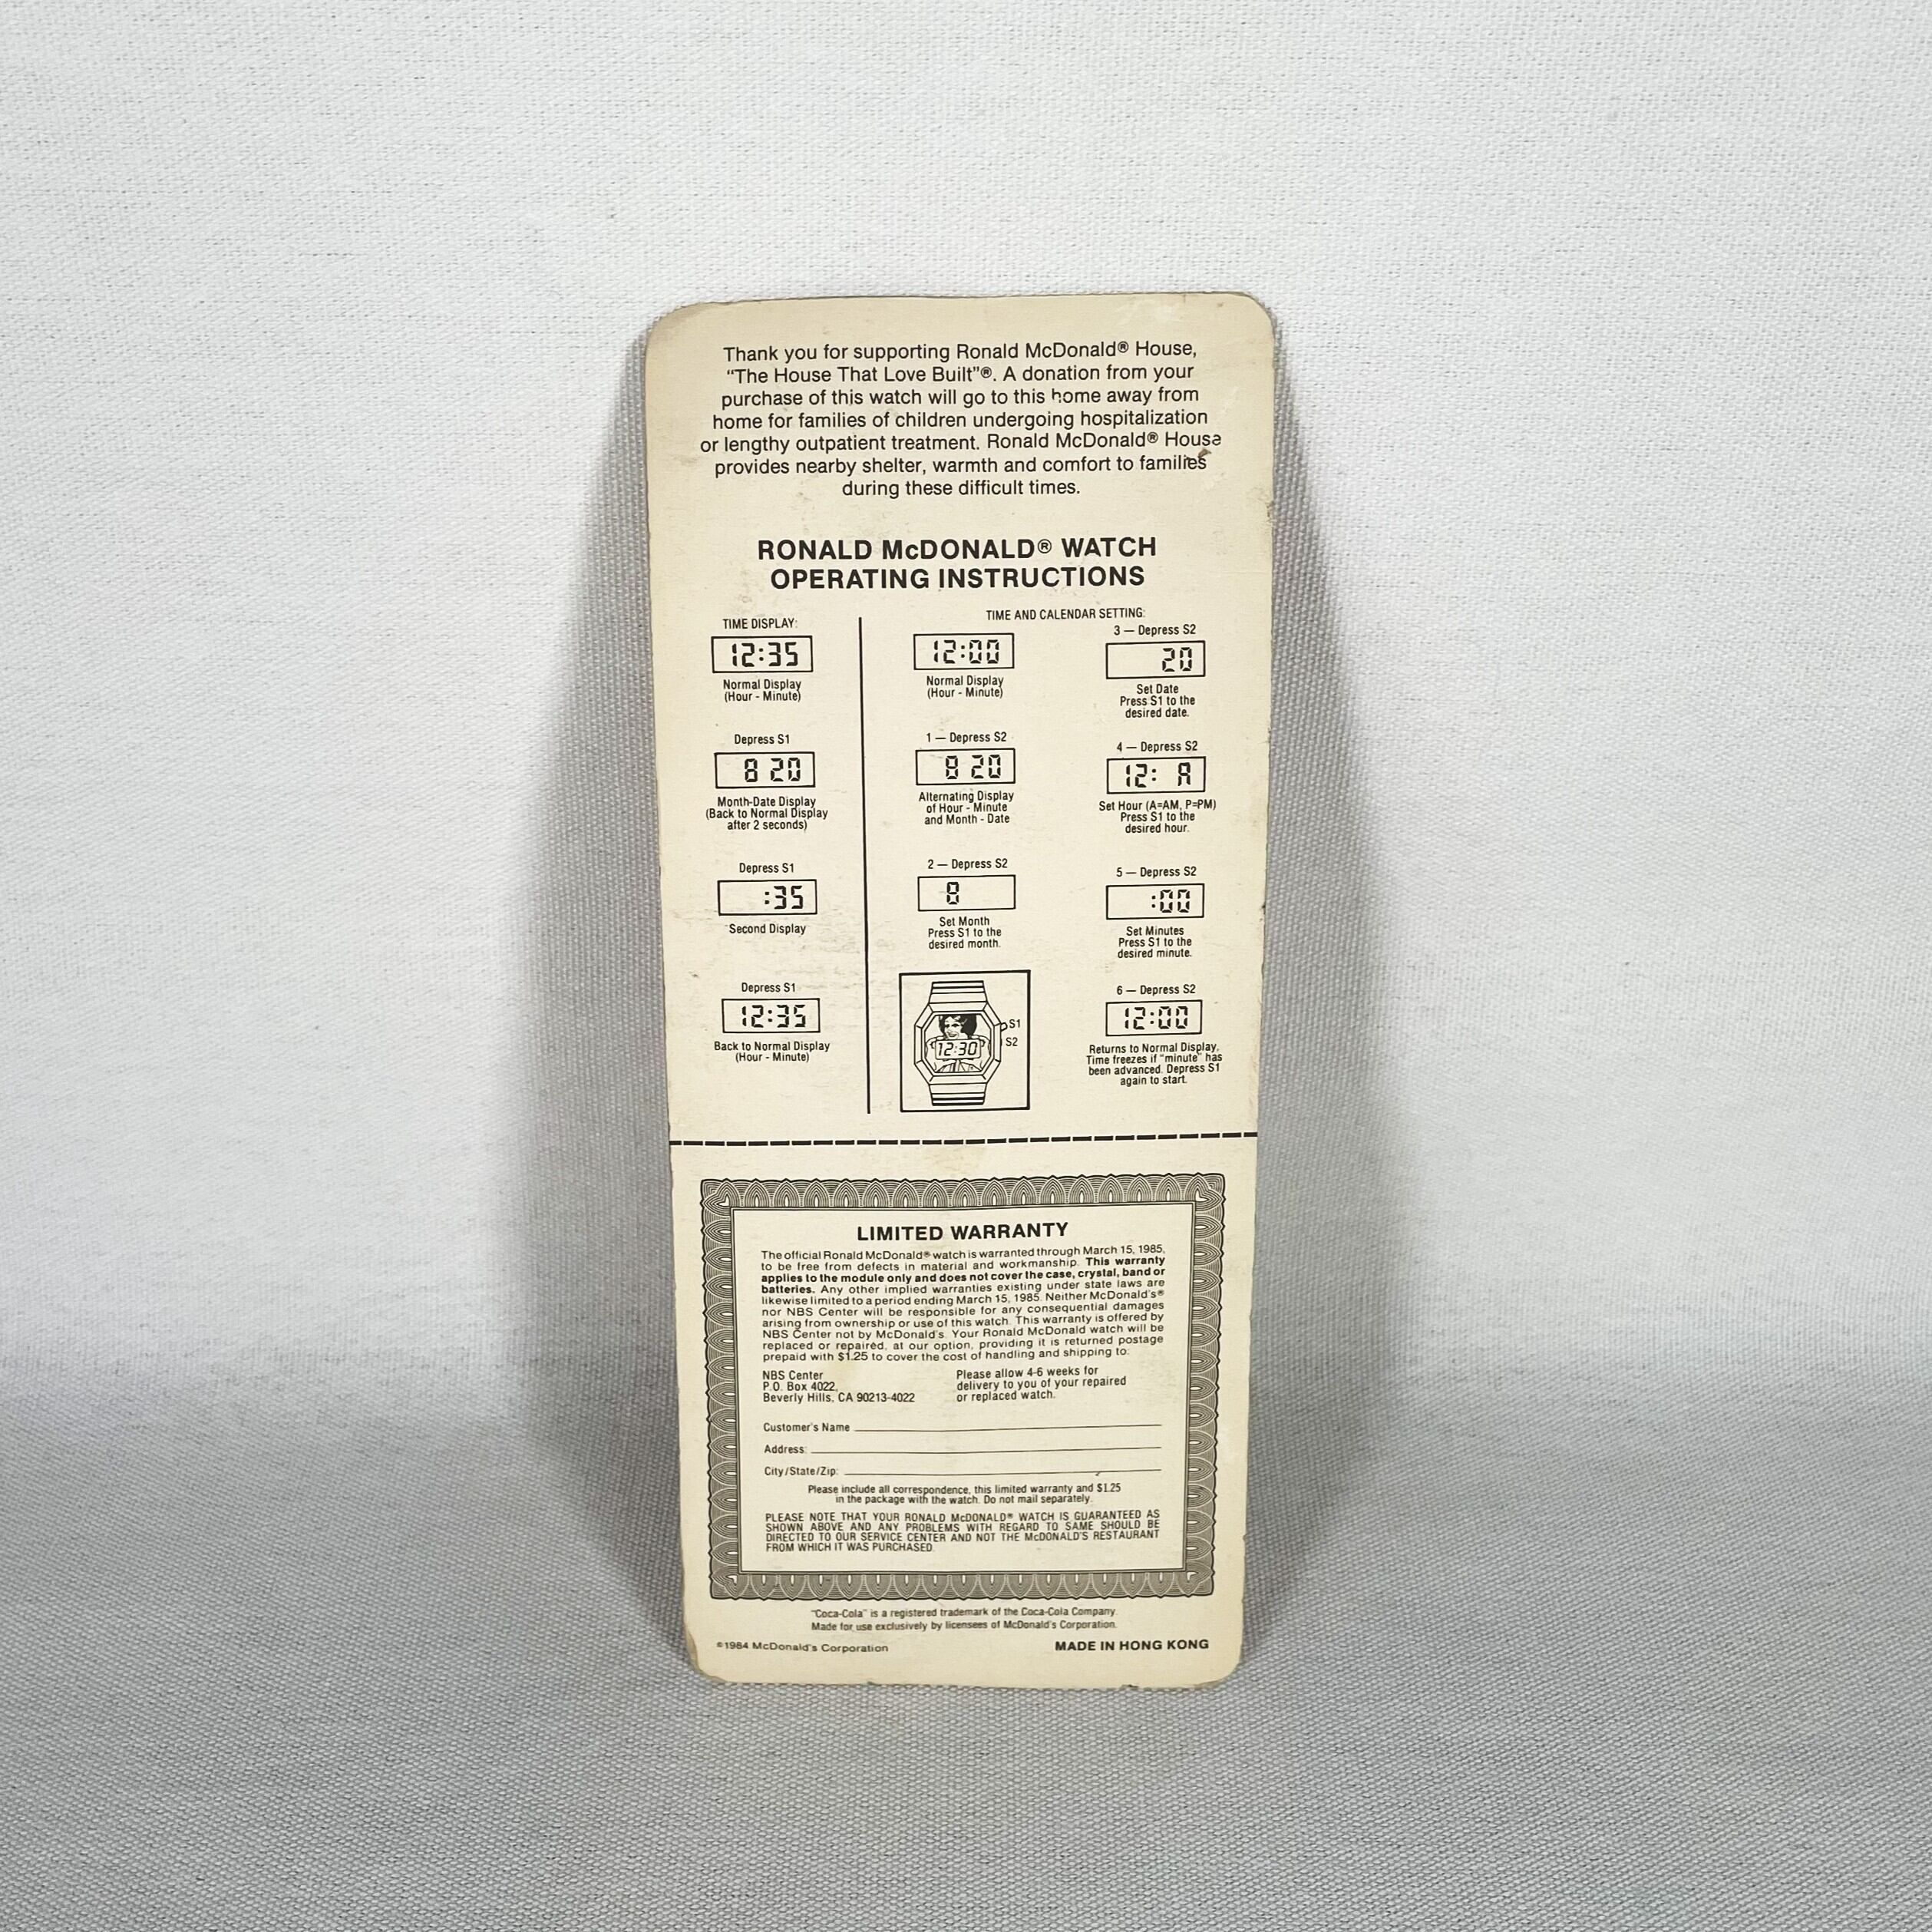 Thank you for supporting Ronald McDonald® House,
"The House That Love Built"®. A donation from your
purchase of this watch will go to this home away from
home for families of children undergoing hospitalization
or lengthy outpatient treatment. Ronald McDonald® House
provides nearby shelter, warmth and comfort to families
during these difficult times.
RONALD McDONALD® WATCH
OPERATING INSTRUCTIONS
TIME DISPLAY:
12:35
Normal Display
(Hour - Minute)
Depress S1
8 20
Month-Date Display
(Back to Normal Display
after 2 seconds)
Depress S1
:35
Second Display
Depress S1
12:35
Back to Normal Display
(Hour - Minute)
TIME AND CALENDAR SETTING:
12:00
Normal Display
(Hour - Minute)
1 — Depress S2
8 20
Alternating Display
of Hour - Minute
and Month - Date
2 — Depress S2
8
Set Month
Press S1 to the
desired month.
12:30
S1
S2
3 — Depress S2
20
Set Date
Press S1 to the
desired date.
4 — Depress S2
12: A
Set Hour (A=AM, P=PM)
Press S1 to the
desired hour.
5 — Depress S2
:00
Set Minutes
Press S1 to the
desired minute.
6 — Depress S2
12:00
Returns to Normal Display.
Time freezes if "minute" has
been advanced. Depress S1
again to start.
LIMITED WARRANTY
The official Ronald McDonald® watch is warranted through March 15, 1985,
to be free from defects in material and workmanship. This warranty
applies to the module only and does not cover the case, crystal, band or
batteries. Any other implied warranties existing under state laws are
likewise limited to a period ending March 15, 1985. Neither McDonald's®
nor NBS Center will be responsible for any consequential damages
arising from ownership or use of this watch. This warranty is offered by
NBS Center not by McDonald's. Your Ronald McDonald watch will be
replaced or repaired, at our option, providing it is returned postage
prepaid with $1.25 to cover the cost of handling and shipping to:
NBS Center
P.O. Box 4022,
Beverly Hills, CA 90213-4022
Please allow 4-6 weeks for
delivery to you of your repaired
or replaced watch.
Customer's Name
Address:
City/State/Zip:
Please include all correspondence, this limited warranty and $1.25
in the package with the watch. Do not mail separately.
PLEASE NOTE THAT YOUR RONALD McDONALD® WATCH IS GUARANTEED AS
SHOWN ABOVE AND ANY PROBLEMS WITH REGARD TO SAME SHOULD BE
DIRECTED TO OUR SERVICE CENTER AND NOT THE McDONALD'S RESTAURANT
FROM WHICH IT WAS PURCHASED.
"Coca-Cola" is a registered trademark of the Coca-Cola Company.
Made for use exclusively by licensees of McDonald's Corporation.
©1984 McDonald's Corporation
MADE IN HONG KONG